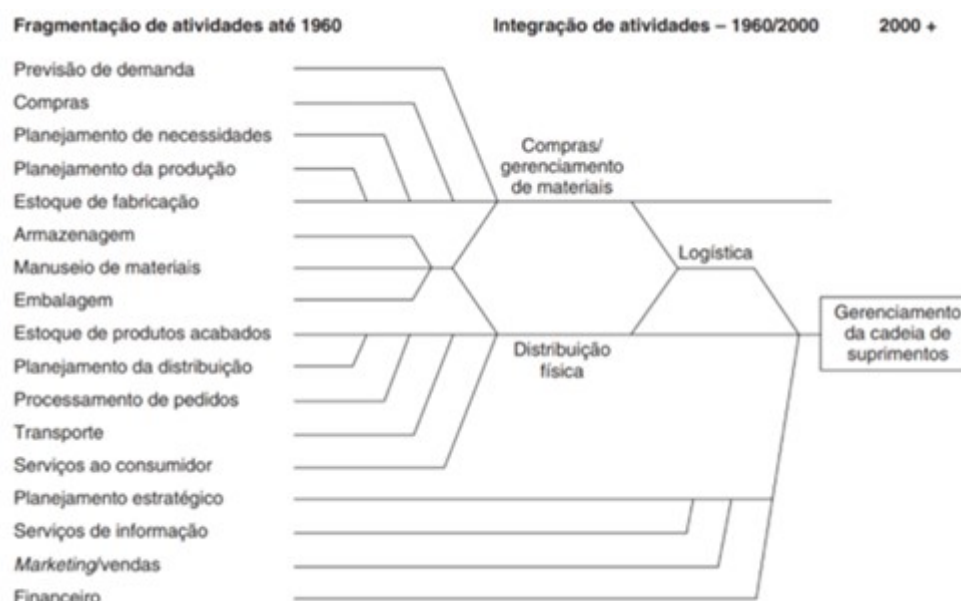 Fragmentação de atividades até 1960
Integração de atividades – 1960/2000
2000 +
Previsão de demanda
Compras
Planejamento de necessidades
Planejamento da produção
Estoque de fabricação
Armazenagem
Manuseio de materiais
Embalagem
Estoque de produtos acabados
Planejamento da distribuição
Processamento de pedidos
Transporte
Serviços ao consumidor
Planejamento estratégico
Serviços de informação
Marketing/vendas
Financeiro
Compras/
gerenciamento
de materiais
Distribuição
física
Logística
Gerenciamento
da cadeia de
suprimentos